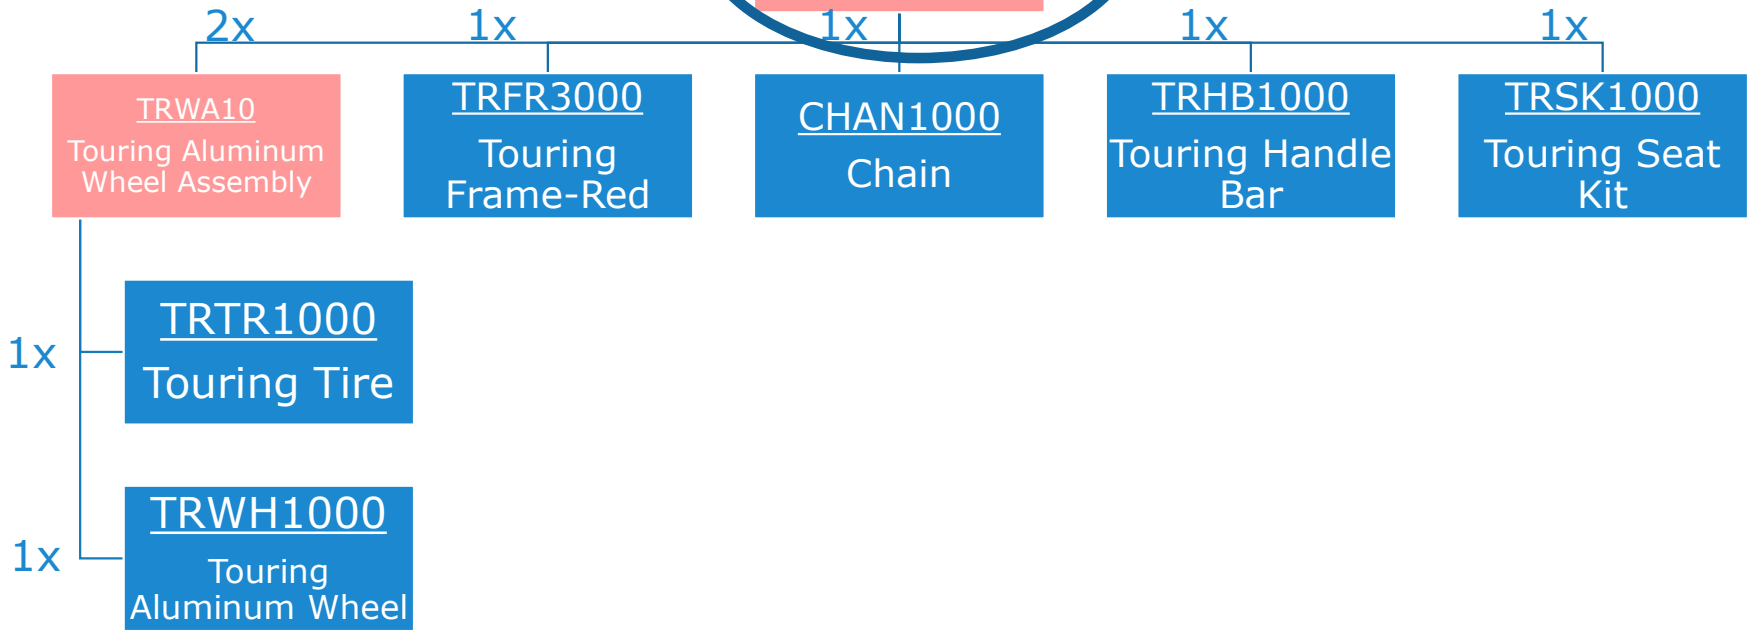 2x
1x
1x
1x
1x
TRWA10
Touring Aluminum
Wheel Assembly
TRFR3000
Touring
Frame-Red
CHAN1000
Chain
TRHB1000
Touring Handle
Bar
TRSK1000
Touring Seat
Kit
1x
TRTR1000
Touring Tire
1x
TRWH1000
Touring
Aluminum Wheel